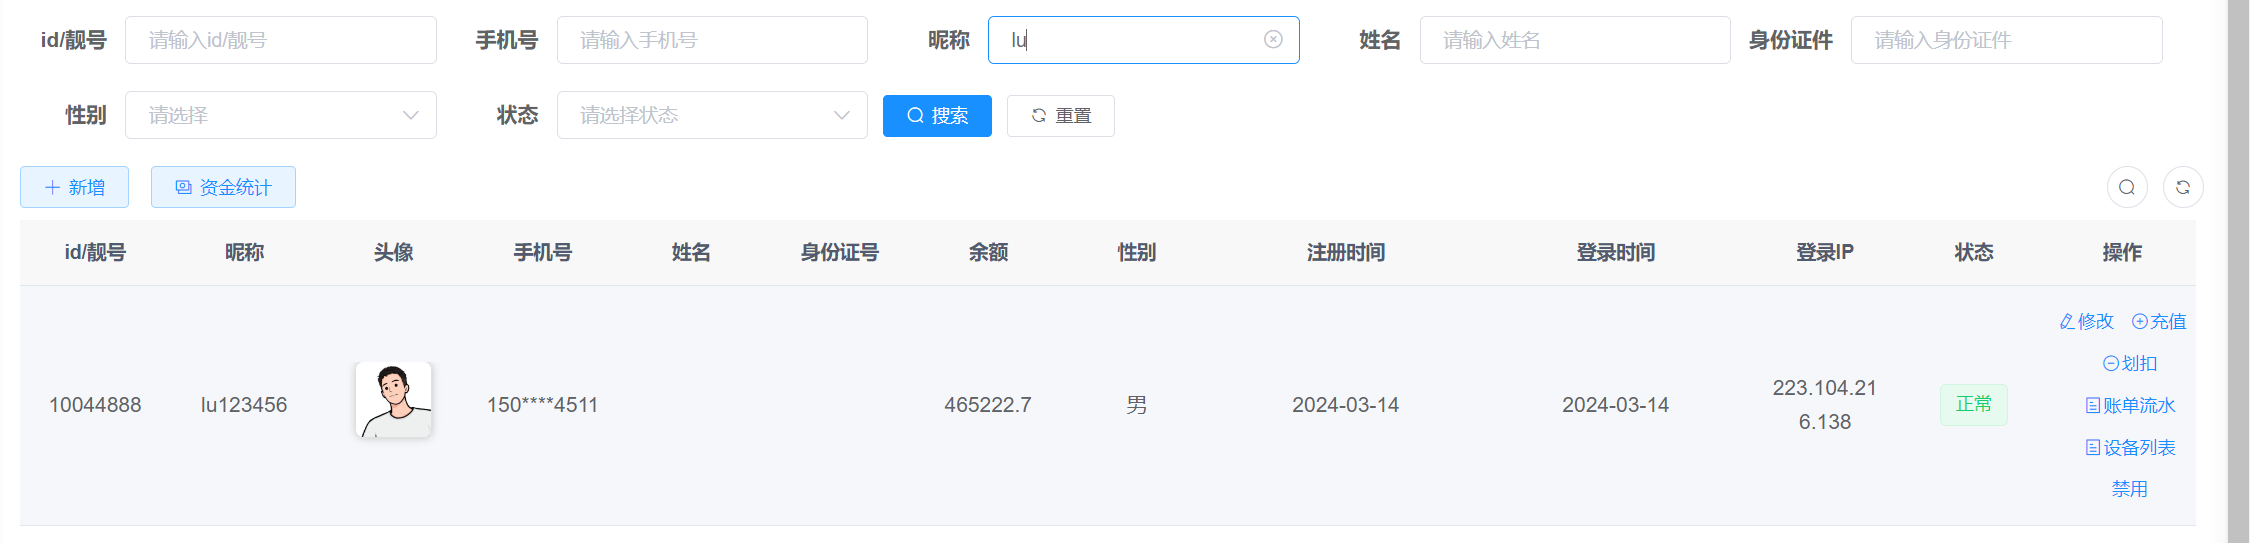 id/靓号 请输入id/靓号 手机号 请输入手机号 昵称 lu 姓名 请输入姓名 身份证件 请输入身份证件
性别 请选择 状态 请选择状态 搜索 重置
新增 资金统计
id/靓号 昵称 头像 手机号 姓名 身份证号 余额 性别 注册时间 登录时间 登录IP 状态 操作
10044888 lu123456 150****4511 465222.7 男 2024-03-14 2024-03-14 223.104.21
6.138
正常
修改 充值
划扣
账单流水
设备列表
禁用